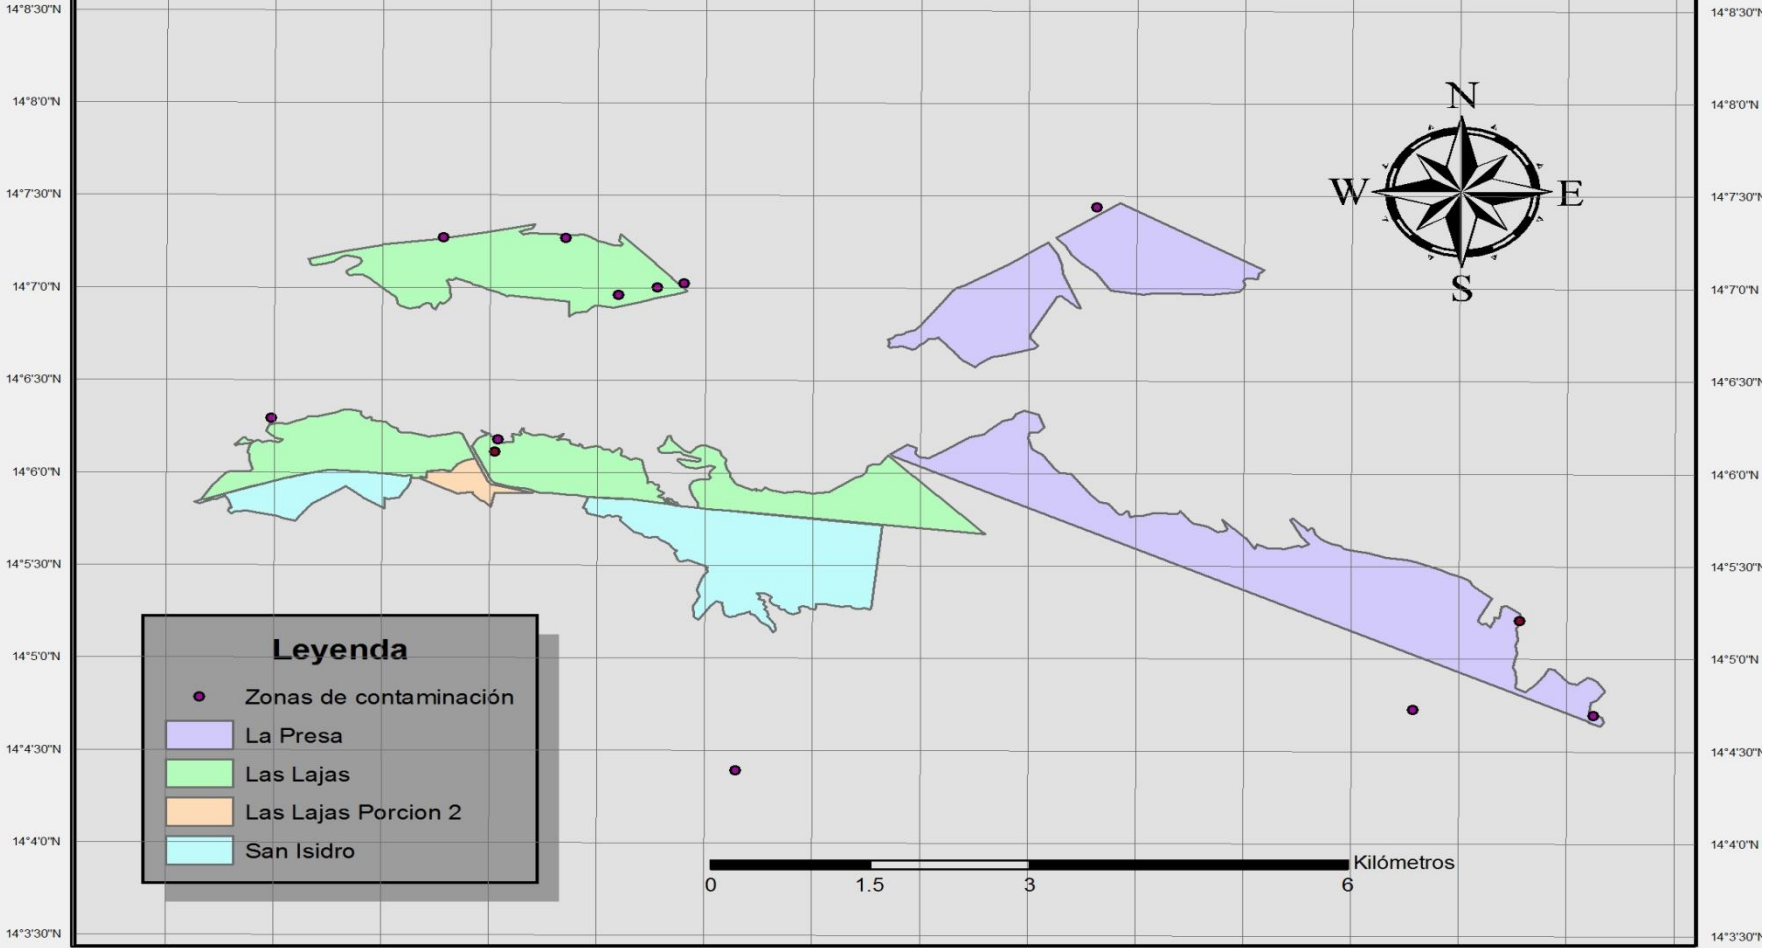 14°8'30"N
14°8'30"N
14°8'0"N
14°8'0"N
N
14°7'30"N
14°7'30"N
W
E
14°7'0"N
14°7'0"N
S
14°6'30"N
14°6'30"N
14°6'0"N
14°6'0"N
14°5'30"N
14°5'30"N
14°5'0"N
14°5'0"N
14°4'30"N
14°4'30"N
14°4'0"N
14°4'0"N
14°3'30"N
14°3'30"N
Leyenda
Zonas de contaminación
La Presa
Las Lajas
Las Lajas Porcion 2
San Isidro
Kilómetros
0 1.5 3 6